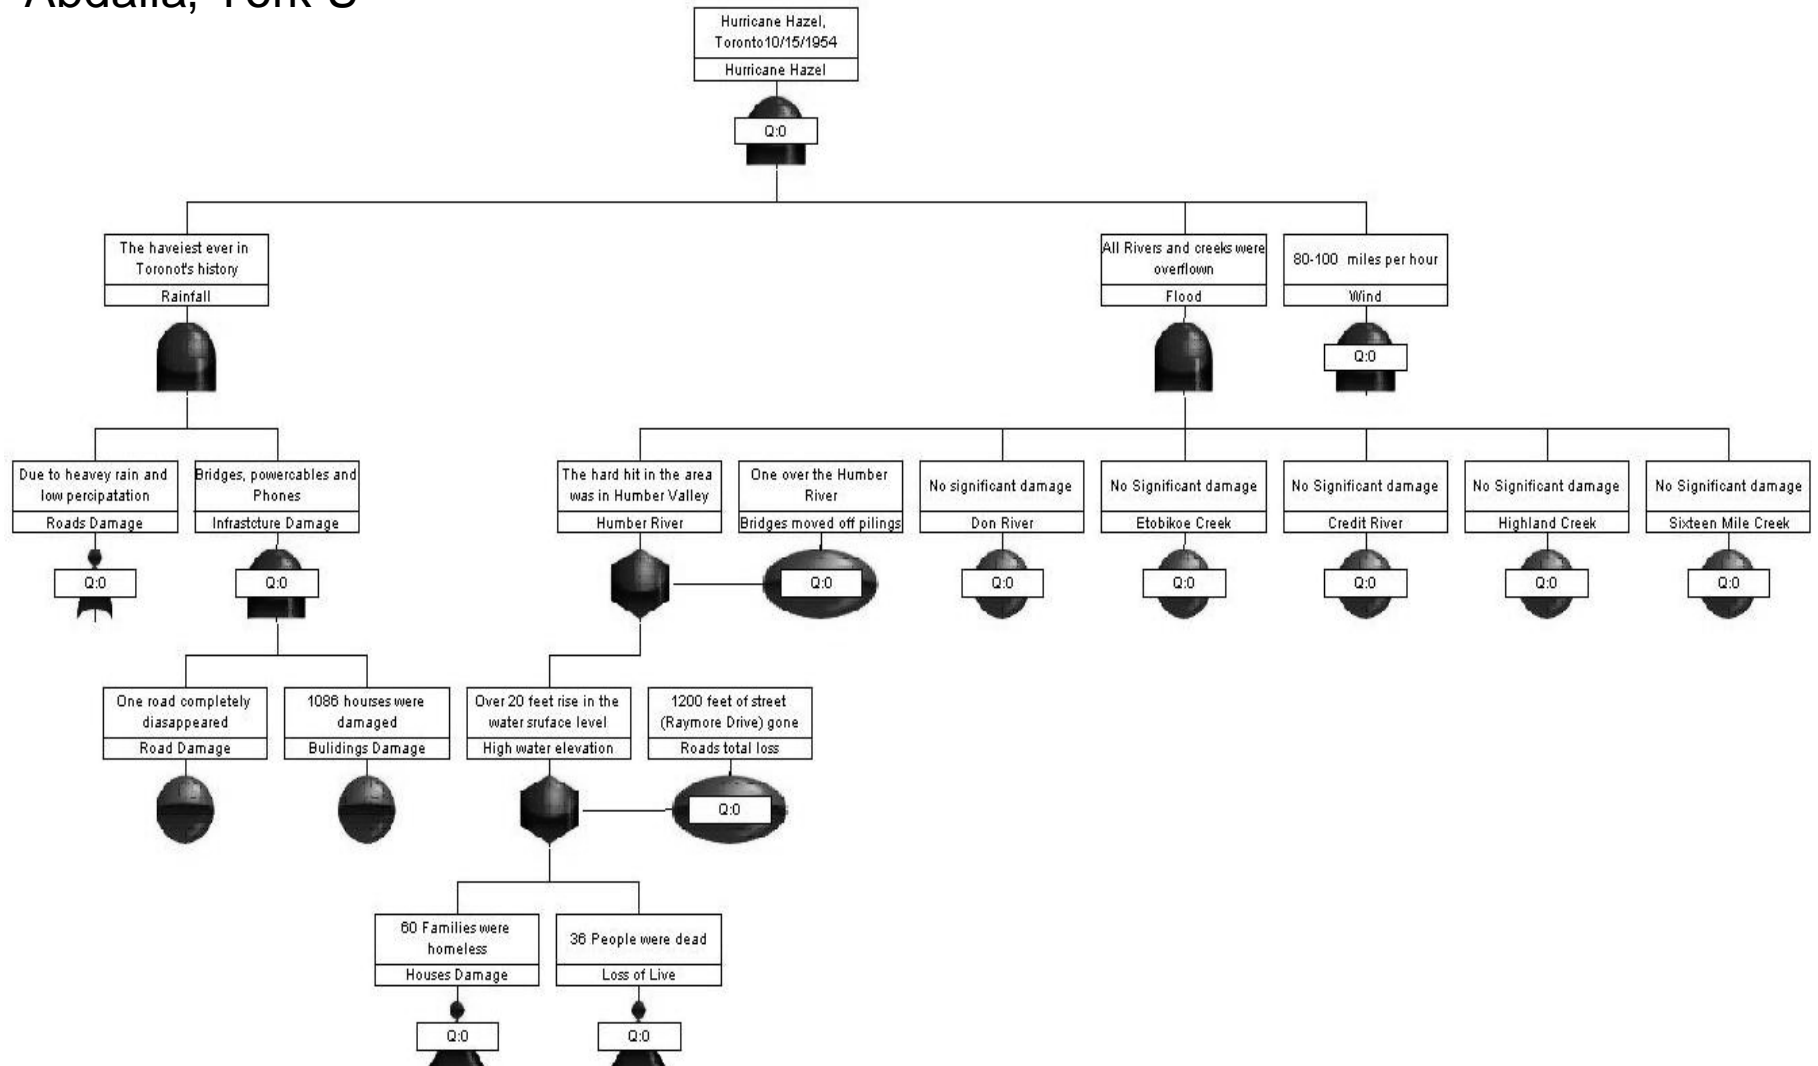 Abdalla, York U
Hurricane Hazel,
Toronto10/15/1954
Hurricane Hazel
Q:0
The haveiest ever in
Toronot's history
Rainfall
All Rivers and creeks were
overflown
Flood
80-100 miles per hour
Wind
Q:0
Due to heavey rain and
low percipatation
Roads Damage
Q:0
Bridges, powercables and
Phones
Infrastcture Damage
Q:0
The hard hit in the area
was in Humber Valley
Humber River
One over the Humber
River
Bridges moved off pilings
Q:0
No significant damage
Don River
Q:0
No Significant damage
Etobikoe Creek
Q:0
No Significant damage
Credit River
Q:0
No Significant damage
Highland Creek
Q:0
No Significant damage
Sixteen Mile Creek
Q:0
One road completely
diasappeared
Road Damage
1086 hourses were
damaged
Bulidings Damage
Over 20 feet rise in the
water sruface level
High water elevation
1200 feet of street
(Raymore Drive) gone
Roads total loss
Q:0
60 Families were
homeless
Houses Damage
Q:0
36 People were dead
Loss of Live
Q:0